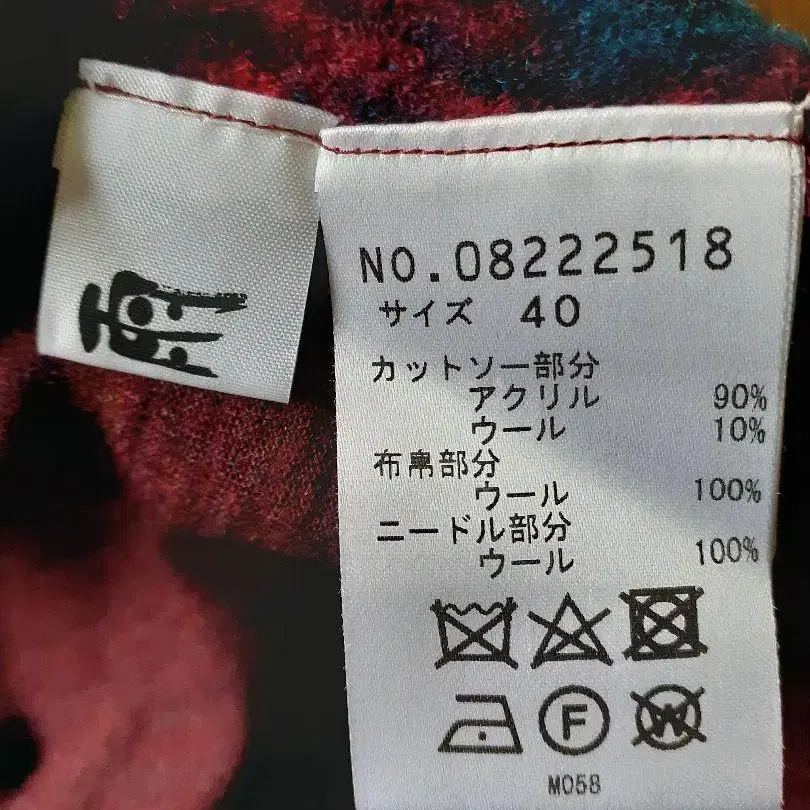 NO.08222518
サイズ 40
カットソー部分
アクリル 90%
ウール 10%
布帛部分
ウール 100%
ニードル部分
ウール 100%
F
W
M058